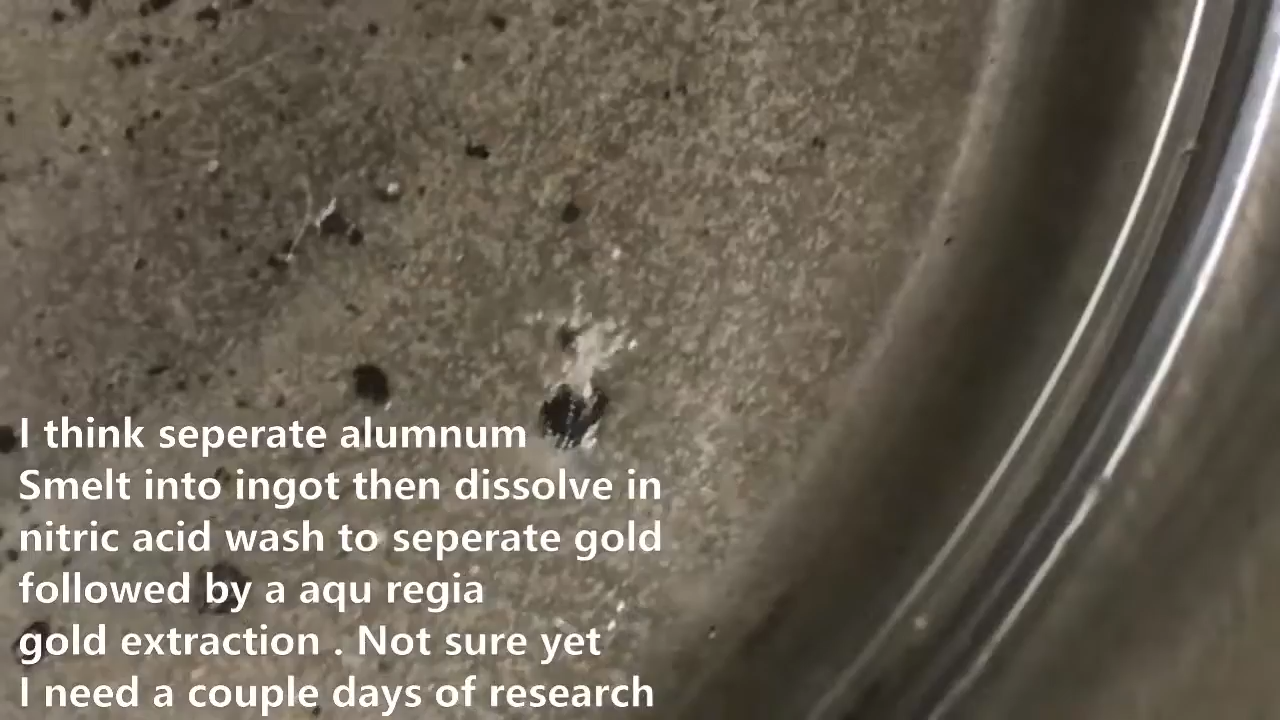 I think seperate alumnum
Smelt into ingot then dissolve in
nitric acid wash to seperate gold
followed by a aqu regia
gold extraction . Not sure yet
I need a couple days of research